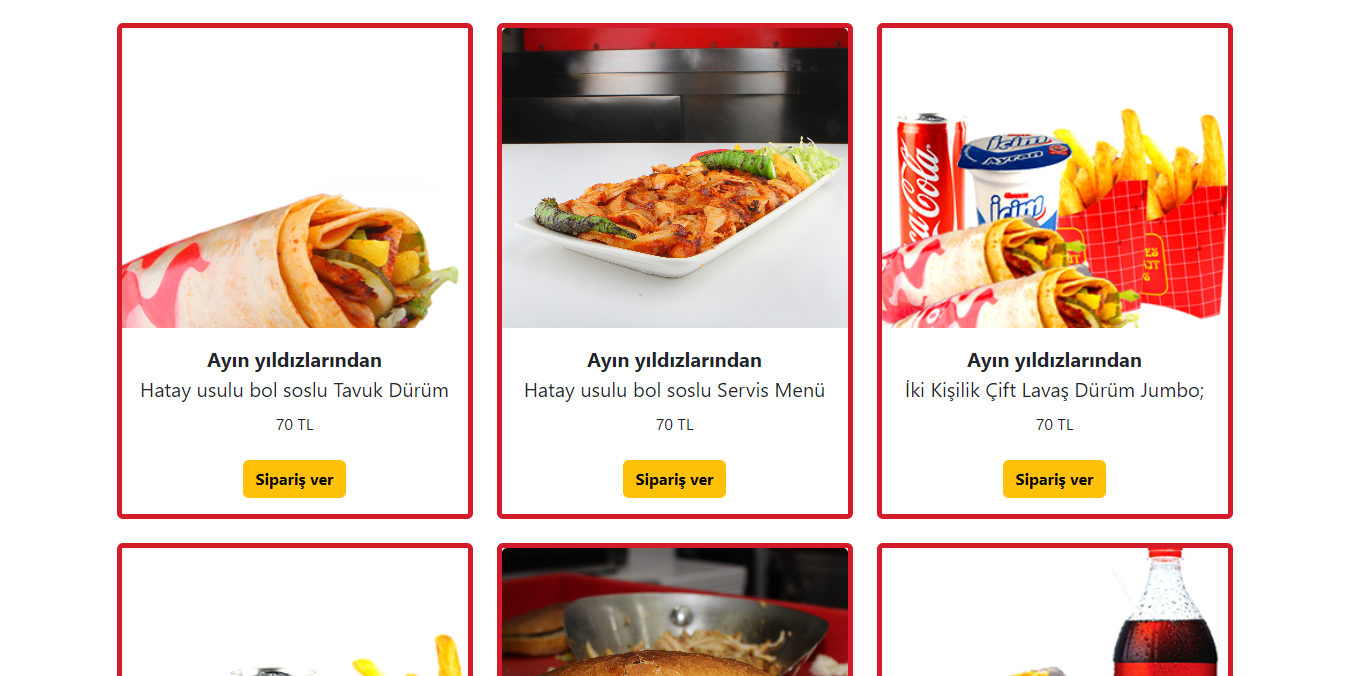 Coca-Cola
İçim
Ayran
İçim
Ayın yıldızlarından
Hatay usulu bol soslu Tavuk Dürüm
70 TL
Sipariş ver
Ayın yıldızlarından
Hatay usulu bol soslu Servis Menü
70 TL
Sipariş ver
Ayın yıldızlarından
İki Kişilik Çift Lavaş Dürüm Jumbo;
70 TL
Sipariş ver